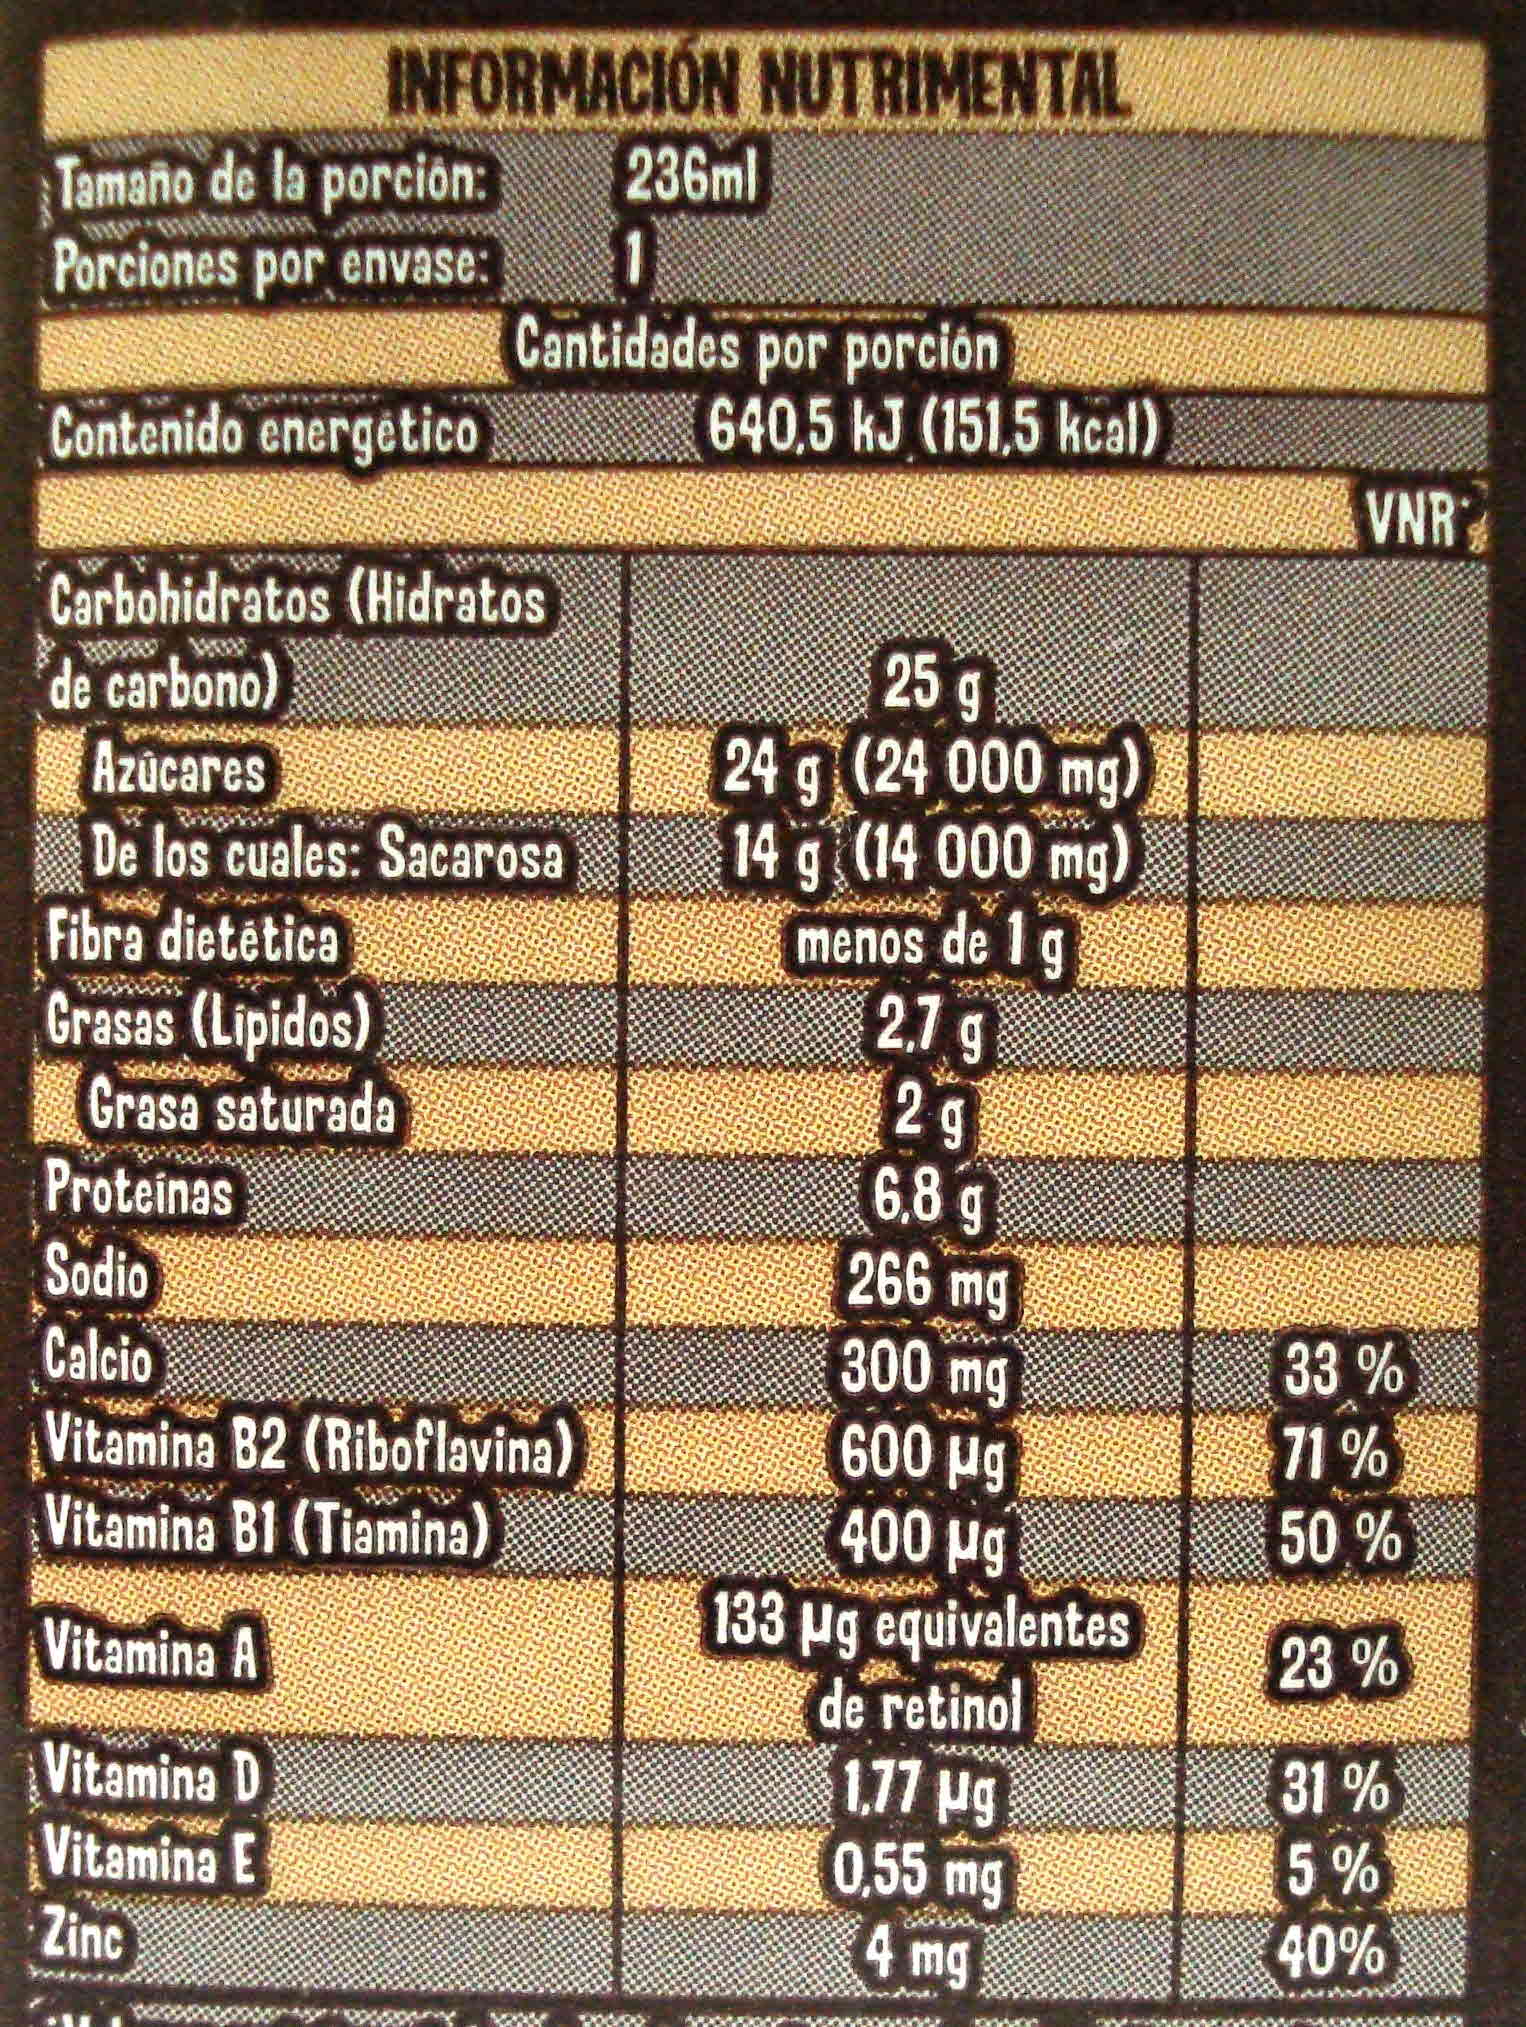 INFORMACIÓN NUTRIMENTAL
Tamaño de la porción: 236ml
Porciones por envase: 1
Cantidades por porción
Contenido energético 640,5 kJ (151,5 kcal)
VNR*
Carbohidratos (Hidratos
de carbono) 25 g
Azúcares 24 g (24 000 mg)
De los cuales: Sacarosa 14 g (14 000 mg)
Fibra dietética menos de 1 g
Grasas (Lípidos) 2,7 g
Grasa saturada 2 g
Proteínas 6,8 g
Sodio 266 mg
Calcio 300 mg 33 %
Vitamina B2 (Riboflavina) 600 µg 71 %
Vitamina B1 (Tiamina) 400 µg 50 %
Vitamina A 133 µg equivalentes
de retinol 23 %
Vitamina D 1,77 µg 31 %
Vitamina E 0,55 mg 5 %
Zinc 4 mg 40%